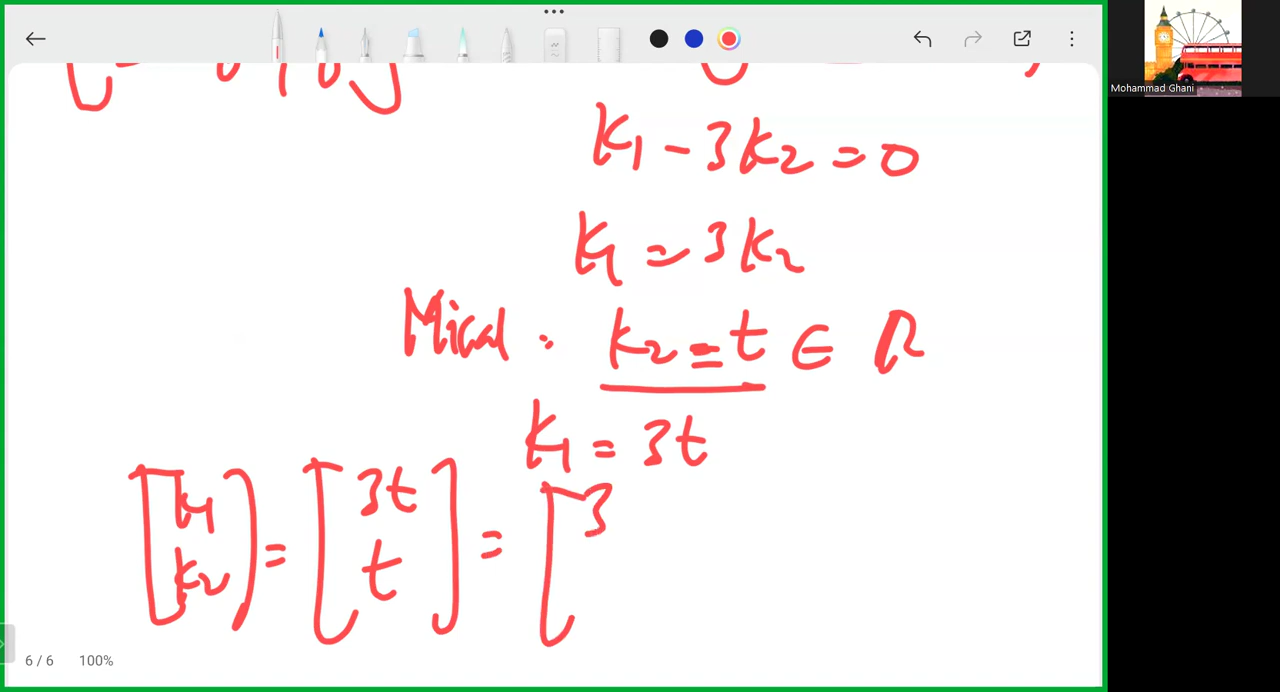 Mohammad Ghani
k1 - 3k2 = 0
k1 = 3k2
Misal : k2 = t ∈ R
k1 = 3t
[k1 k2] = [3t t] = [3
6 / 6 100%